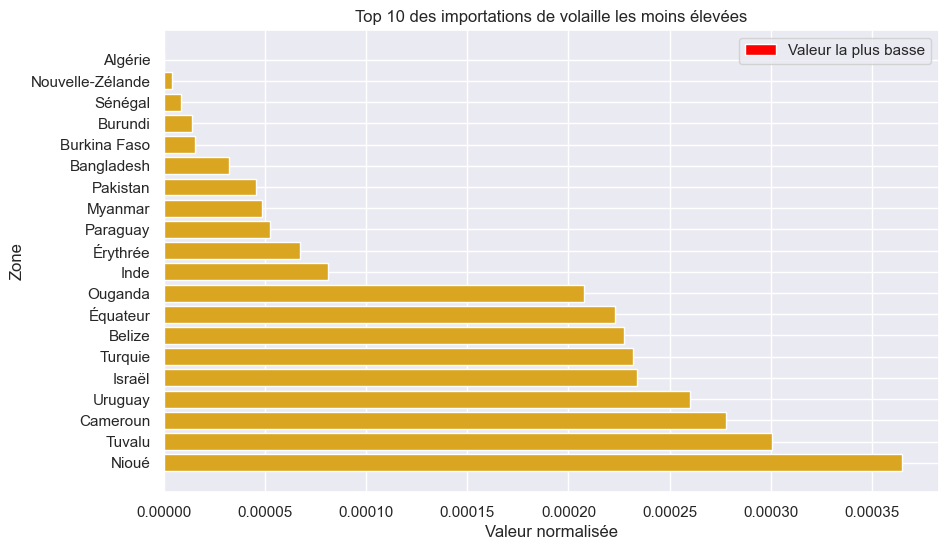 Top 10 des importations de volaille les moins élevées
Valeur la plus basse
Zone
Algérie
Nouvelle-Zélande
Sénégal
Burundi
Burkina Faso
Bangladesh
Pakistan
Myanmar
Paraguay
Érythrée
Inde
Ouganda
Équateur
Belize
Turquie
Israël
Uruguay
Cameroun
Tuvalu
Nioué
0.00000 0.00005 0.00010 0.00015 0.00020 0.00025 0.00030 0.00035
Valeur normalisée